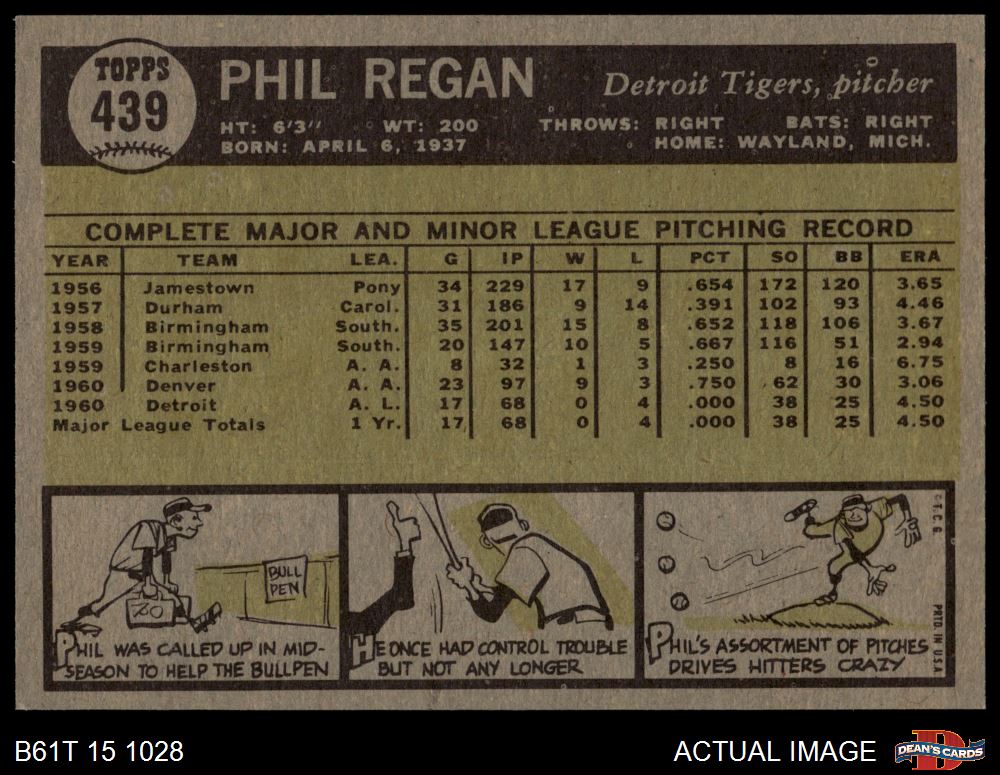 TOPPS
439
PHIL REGAN
Detroit Tigers, pitcher
HT: 6'3" WT: 200 THROWS: RIGHT BATS: RIGHT
BORN: APRIL 6, 1937 HOME: WAYLAND, MICH.
COMPLETE MAJOR AND MINOR LEAGUE PITCHING RECORD
YEAR TEAM LEA. G IP W L PCT SO BB ERA
1956 Jamestown Pony 34 229 17 9 .654 172 120 3.65
1957 Durham Carol. 31 186 9 14 .391 102 93 4.46
1958 Birmingham South. 35 201 15 8 .652 118 106 3.67
1959 Birmingham South. 20 147 10 5 .667 116 51 2.94
1959 Charleston A. A. 8 32 1 3 .250 8 16 6.75
1960 Denver A. A. 23 97 9 3 .750 62 30 3.06
1960 Detroit A. L. 17 68 0 4 .000 38 25 4.50
Major League Totals 1 Yr. 17 68 0 4 .000 38 25 4.50
BULL
PEN
20
PHIL WAS CALLED UP IN MID-
SEASON TO HELP THE BULLPEN
HE ONCE HAD CONTROL TROUBLE
BUT NOT ANY LONGER
PHIL'S ASSORTMENT OF PITCHES
DRIVES HITTERS CRAZY
© T. C. G.
PRTD. IN U.S.A.
B61T 15 1028
ACTUAL IMAGE
DEAN'S CARDS